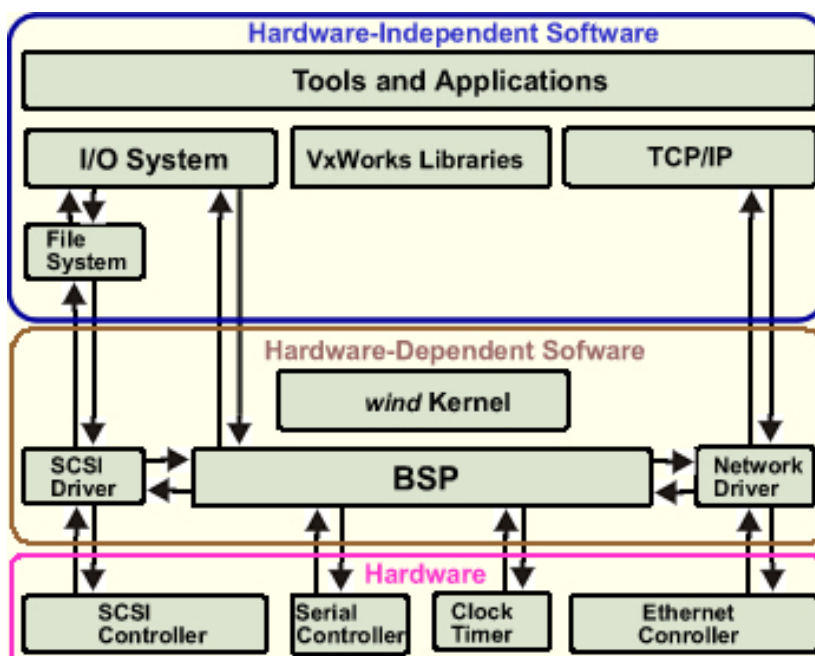 Hardware-Independent Software
Tools and Applications
I/O System
VxWorks Libraries
TCP/IP
File
System
Hardware-Dependent Sofware
wind Kernel
SCSI
Driver
BSP
Network
Driver
Hardware
SCSI
Controller
Serial
Controller
Clock
Timer
Ethernet
Conroller